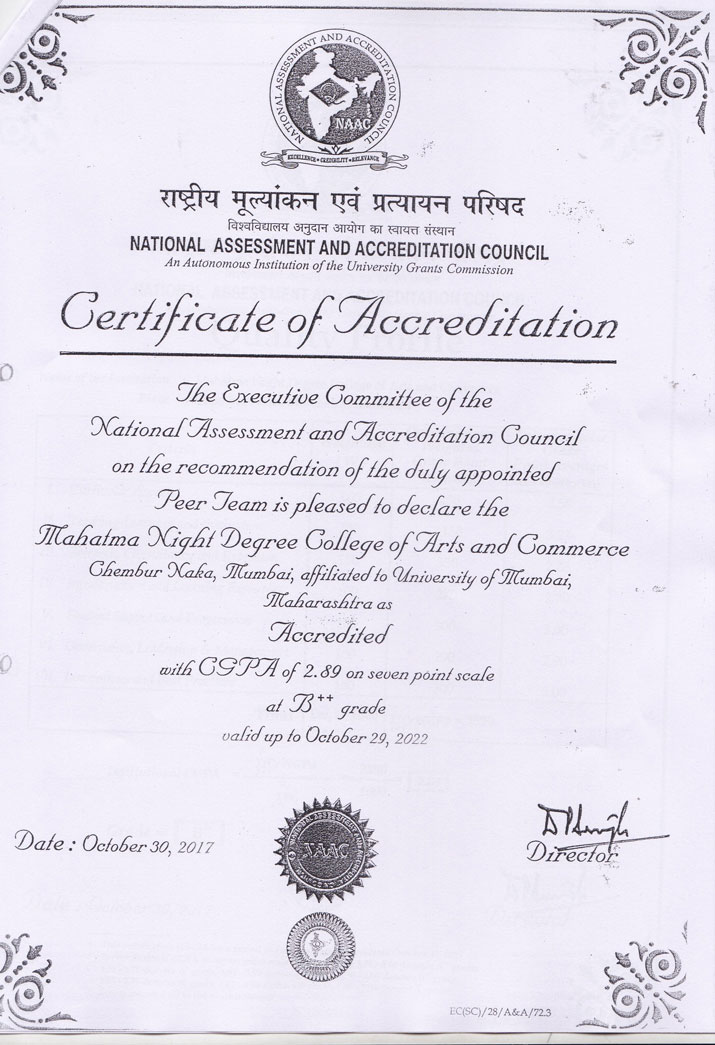 NATIONAL ASSESSMENT AND ACCREDITATION COUNCIL
NAAC
EXCELLENCE • CREDIBILITY • RELEVANCE
राष्ट्रीय मूल्यांकन एवं प्रत्यायन परिषद
विश्वविद्यालय अनुदान आयोग का स्वायत्त संस्थान
NATIONAL ASSESSMENT AND ACCREDITATION COUNCIL
An Autonomous Institution of the University Grants Commission
Certificate of Accreditation
The Executive Committee of the
National Assessment and Accreditation Council
on the recommendation of the duly appointed
Peer Team is pleased to declare the
Mahatma Night Degree College of Arts and Commerce
Chembur Naka, Mumbai, affiliated to University of Mumbai,
Maharashtra as
Accredited
with CGPA of 2.89 on seven point scale
at B++ grade
valid up to October 29, 2022
Date : October 30, 2017
NAAC
Director
EC(SC)/28/A&A/72.3